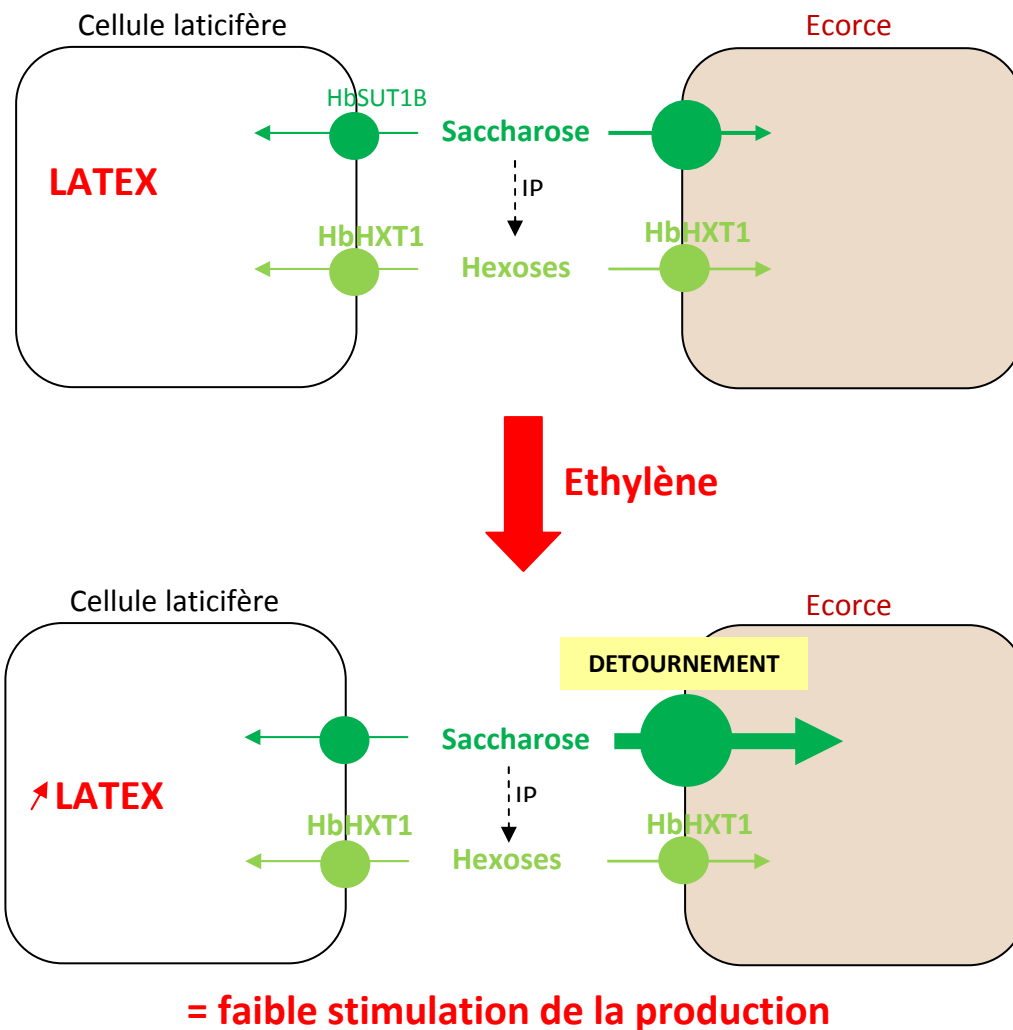 Cellule laticifère
Ecorce
HbSUT1B
Saccharose
LATEX
IP
HbHXT1
HbHXT1
Hexoses
Ethylène
Cellule laticifère
Ecorce
DETOURNEMENT
Saccharose
LATEX
IP
HbHXT1
HbHXT1
Hexoses
= faible stimulation de la production